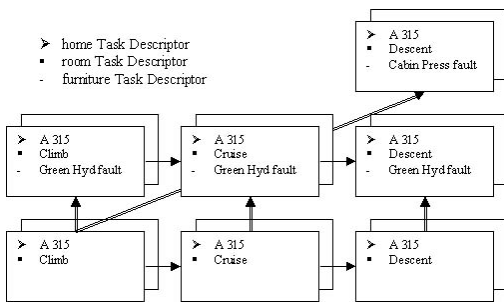 ➢ home Task Descriptor
▪ room Task Descriptor
- furniture Task Descriptor
➢ A 315
▪ Descent
- Cabin Press fault
➢ A 315
▪ Climb
- Green Hyd fault
➢ A 315
▪ Cruise
- Green Hyd fault
➢ A 315
▪ Descent
- Green Hyd fault
➢ A 315
▪ Climb
➢ A 315
▪ Cruise
➢ A 315
▪ Descent